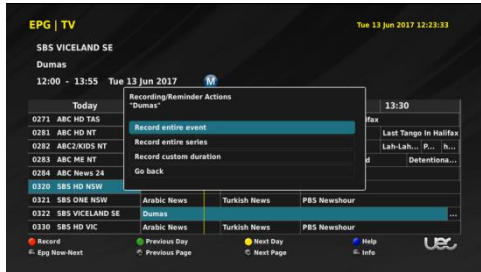 EPG | TV
Tue 13 Jun 2017 12:23:33
SBS VICELAND SE
Dumas
12:00 - 13:55 Tue 13 Jun 2017 M
Recording/Reminder Actions
"Dumas"
Record entire event
Record entire series
Record custom duration
Go back
Today 13:30
0271 ABC HD TAS ifax
0281 ABC HD NT Last Tango In Halifax
0282 ABC2/KIDS NT Lah-Lah... P... h...
0283 ABC ME NT d Detentiona...
0284 ABC News 24
0320 SBS HD NSW
0321 SBS ONE NSW Arabic News Turkish News PBS Newshour
0322 SBS VICELAND SE Dumas ...
0330 SBS HD VIC Arabic News Turkish News PBS Newshour
Record Previous Day Next Day Help
Epg Now-Next Previous Page Next Page Info
UEC